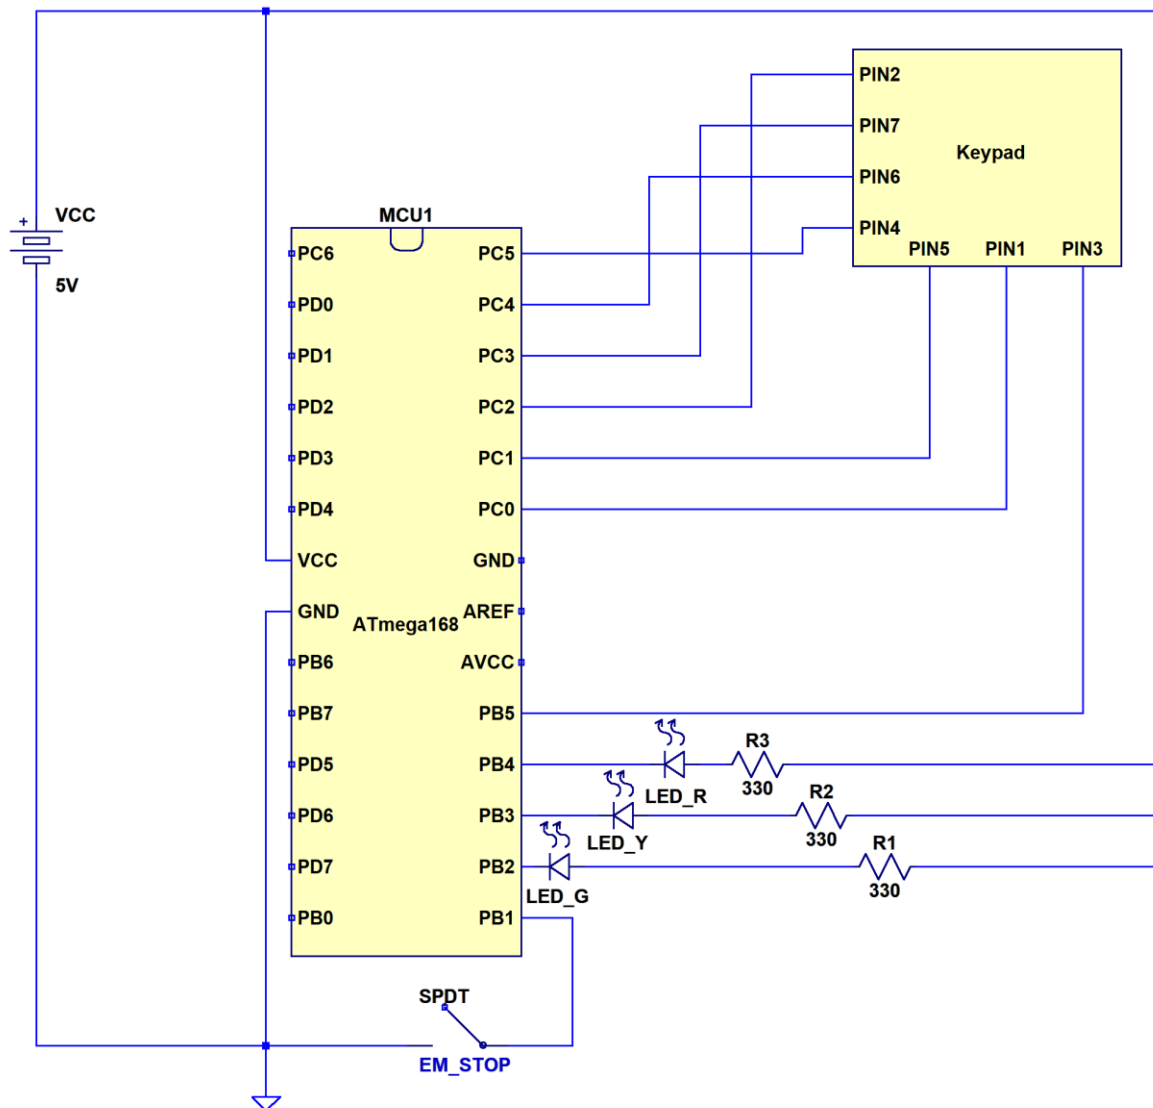 VCC
+
5V
MCU1
PC6
PD0
PD1
PD2
PD3
PD4
VCC
GND
PB6
PB7
PD5
PD6
PD7
PB0
ATmega168
PC5
PC4
PC3
PC2
PC1
PC0
GND
AREF
AVCC
PB5
PB4
PB3
PB2
PB1
PIN2
PIN7
PIN6
PIN4
Keypad
PIN5 PIN1 PIN3
R3
330
LED_R
R2
330
LED_Y
R1
330
LED_G
SPDT
EM_STOP